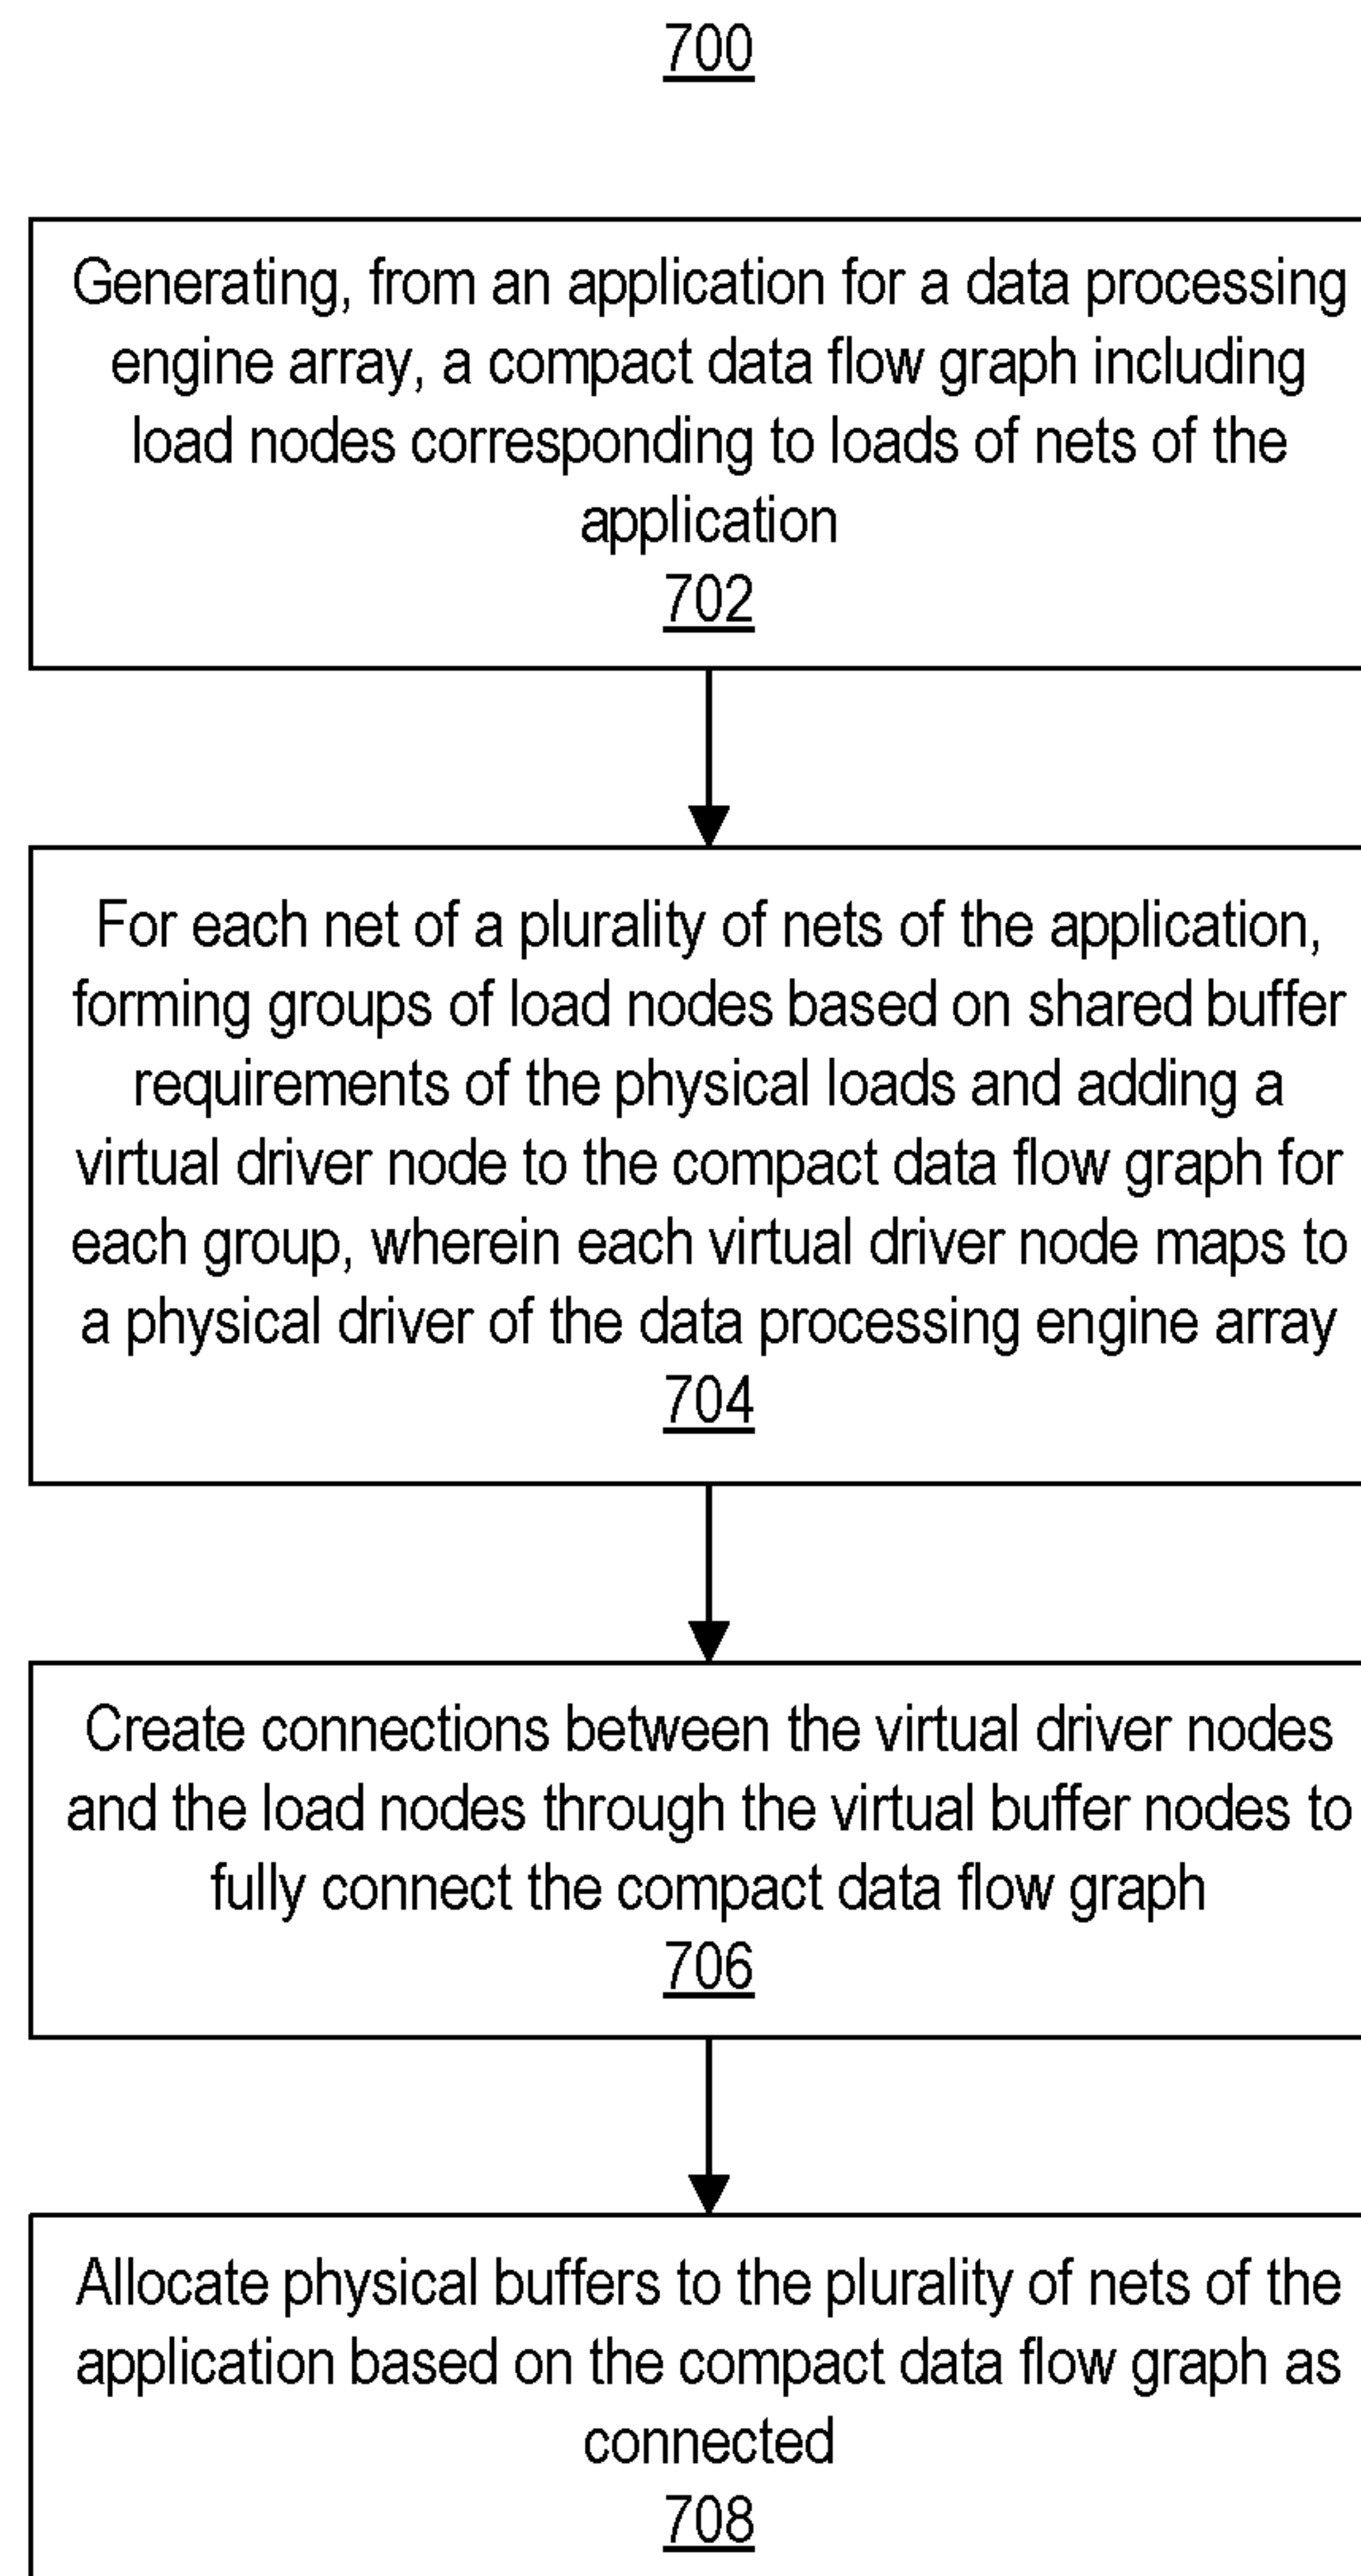 700
Generating, from an application for a data processing
engine array, a compact data flow graph including
load nodes corresponding to loads of nets of the
application
702
For each net of a plurality of nets of the application,
forming groups of load nodes based on shared buffer
requirements of the physical loads and adding a
virtual driver node to the compact data flow graph for
each group, wherein each virtual driver node maps to
a physical driver of the data processing engine array
704
Create connections between the virtual driver nodes
and the load nodes through the virtual buffer nodes to
fully connect the compact data flow graph
706
Allocate physical buffers to the plurality of nets of the
application based on the compact data flow graph as
connected
708